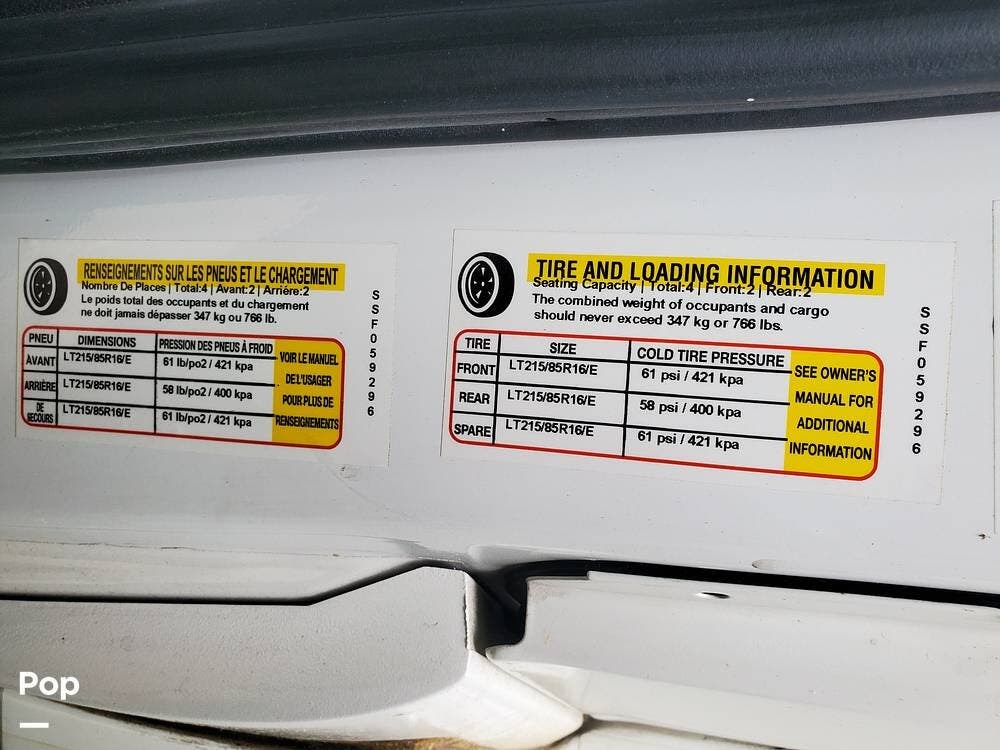 RENSEIGNEMENTS SUR LES PNEUS ET LE CHARGEMENT
Nombre De Places | Total:4 | Avant:2 | Arrière:2
Le poids total des occupants et du chargement
ne doit jamais dépasser 347 kg ou 766 lb.
PNEU DIMENSIONS PRESSION DES PNEUS À FROID
AVANT LT215/85R16/E 61 lb/po2 / 421 kpa
ARRIÈRE LT215/85R16/E 58 lb/po2 / 400 kpa
DE SECOURS LT215/85R16/E 61 lb/po2 / 421 kpa
VOIR LE MANUEL
DE L'USAGER
POUR PLUS DE
RENSEIGNEMENTS
SSF059296
TIRE AND LOADING INFORMATION
Seating Capacity | Total:4 | Front:2 | Rear:2
The combined weight of occupants and cargo
should never exceed 347 kg or 766 lbs.
TIRE SIZE COLD TIRE PRESSURE
FRONT LT215/85R16/E 61 psi / 421 kpa
REAR LT215/85R16/E 58 psi / 400 kpa
SPARE LT215/85R16/E 61 psi / 421 kpa
SEE OWNER'S
MANUAL FOR
ADDITIONAL
INFORMATION
SSF059296
Pop